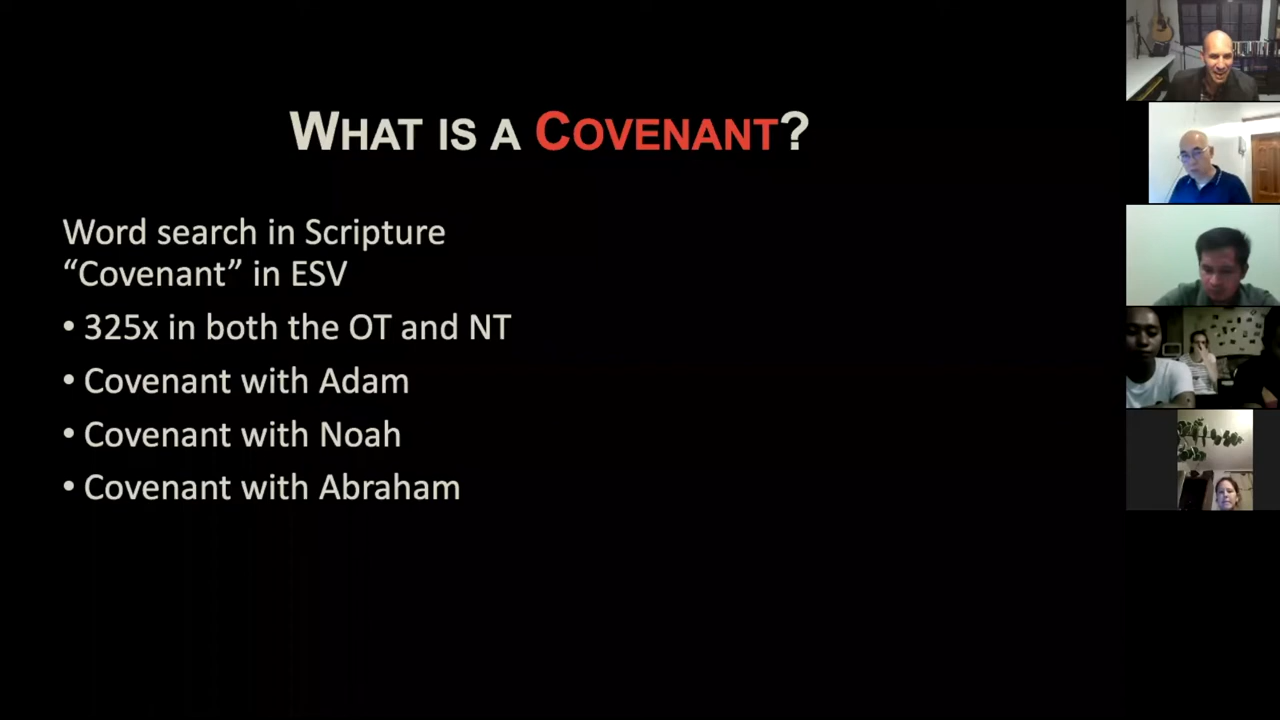 WHAT IS A COVENANT?
Word search in Scripture
“Covenant” in ESV
• 325x in both the OT and NT
• Covenant with Adam
• Covenant with Noah
• Covenant with Abraham